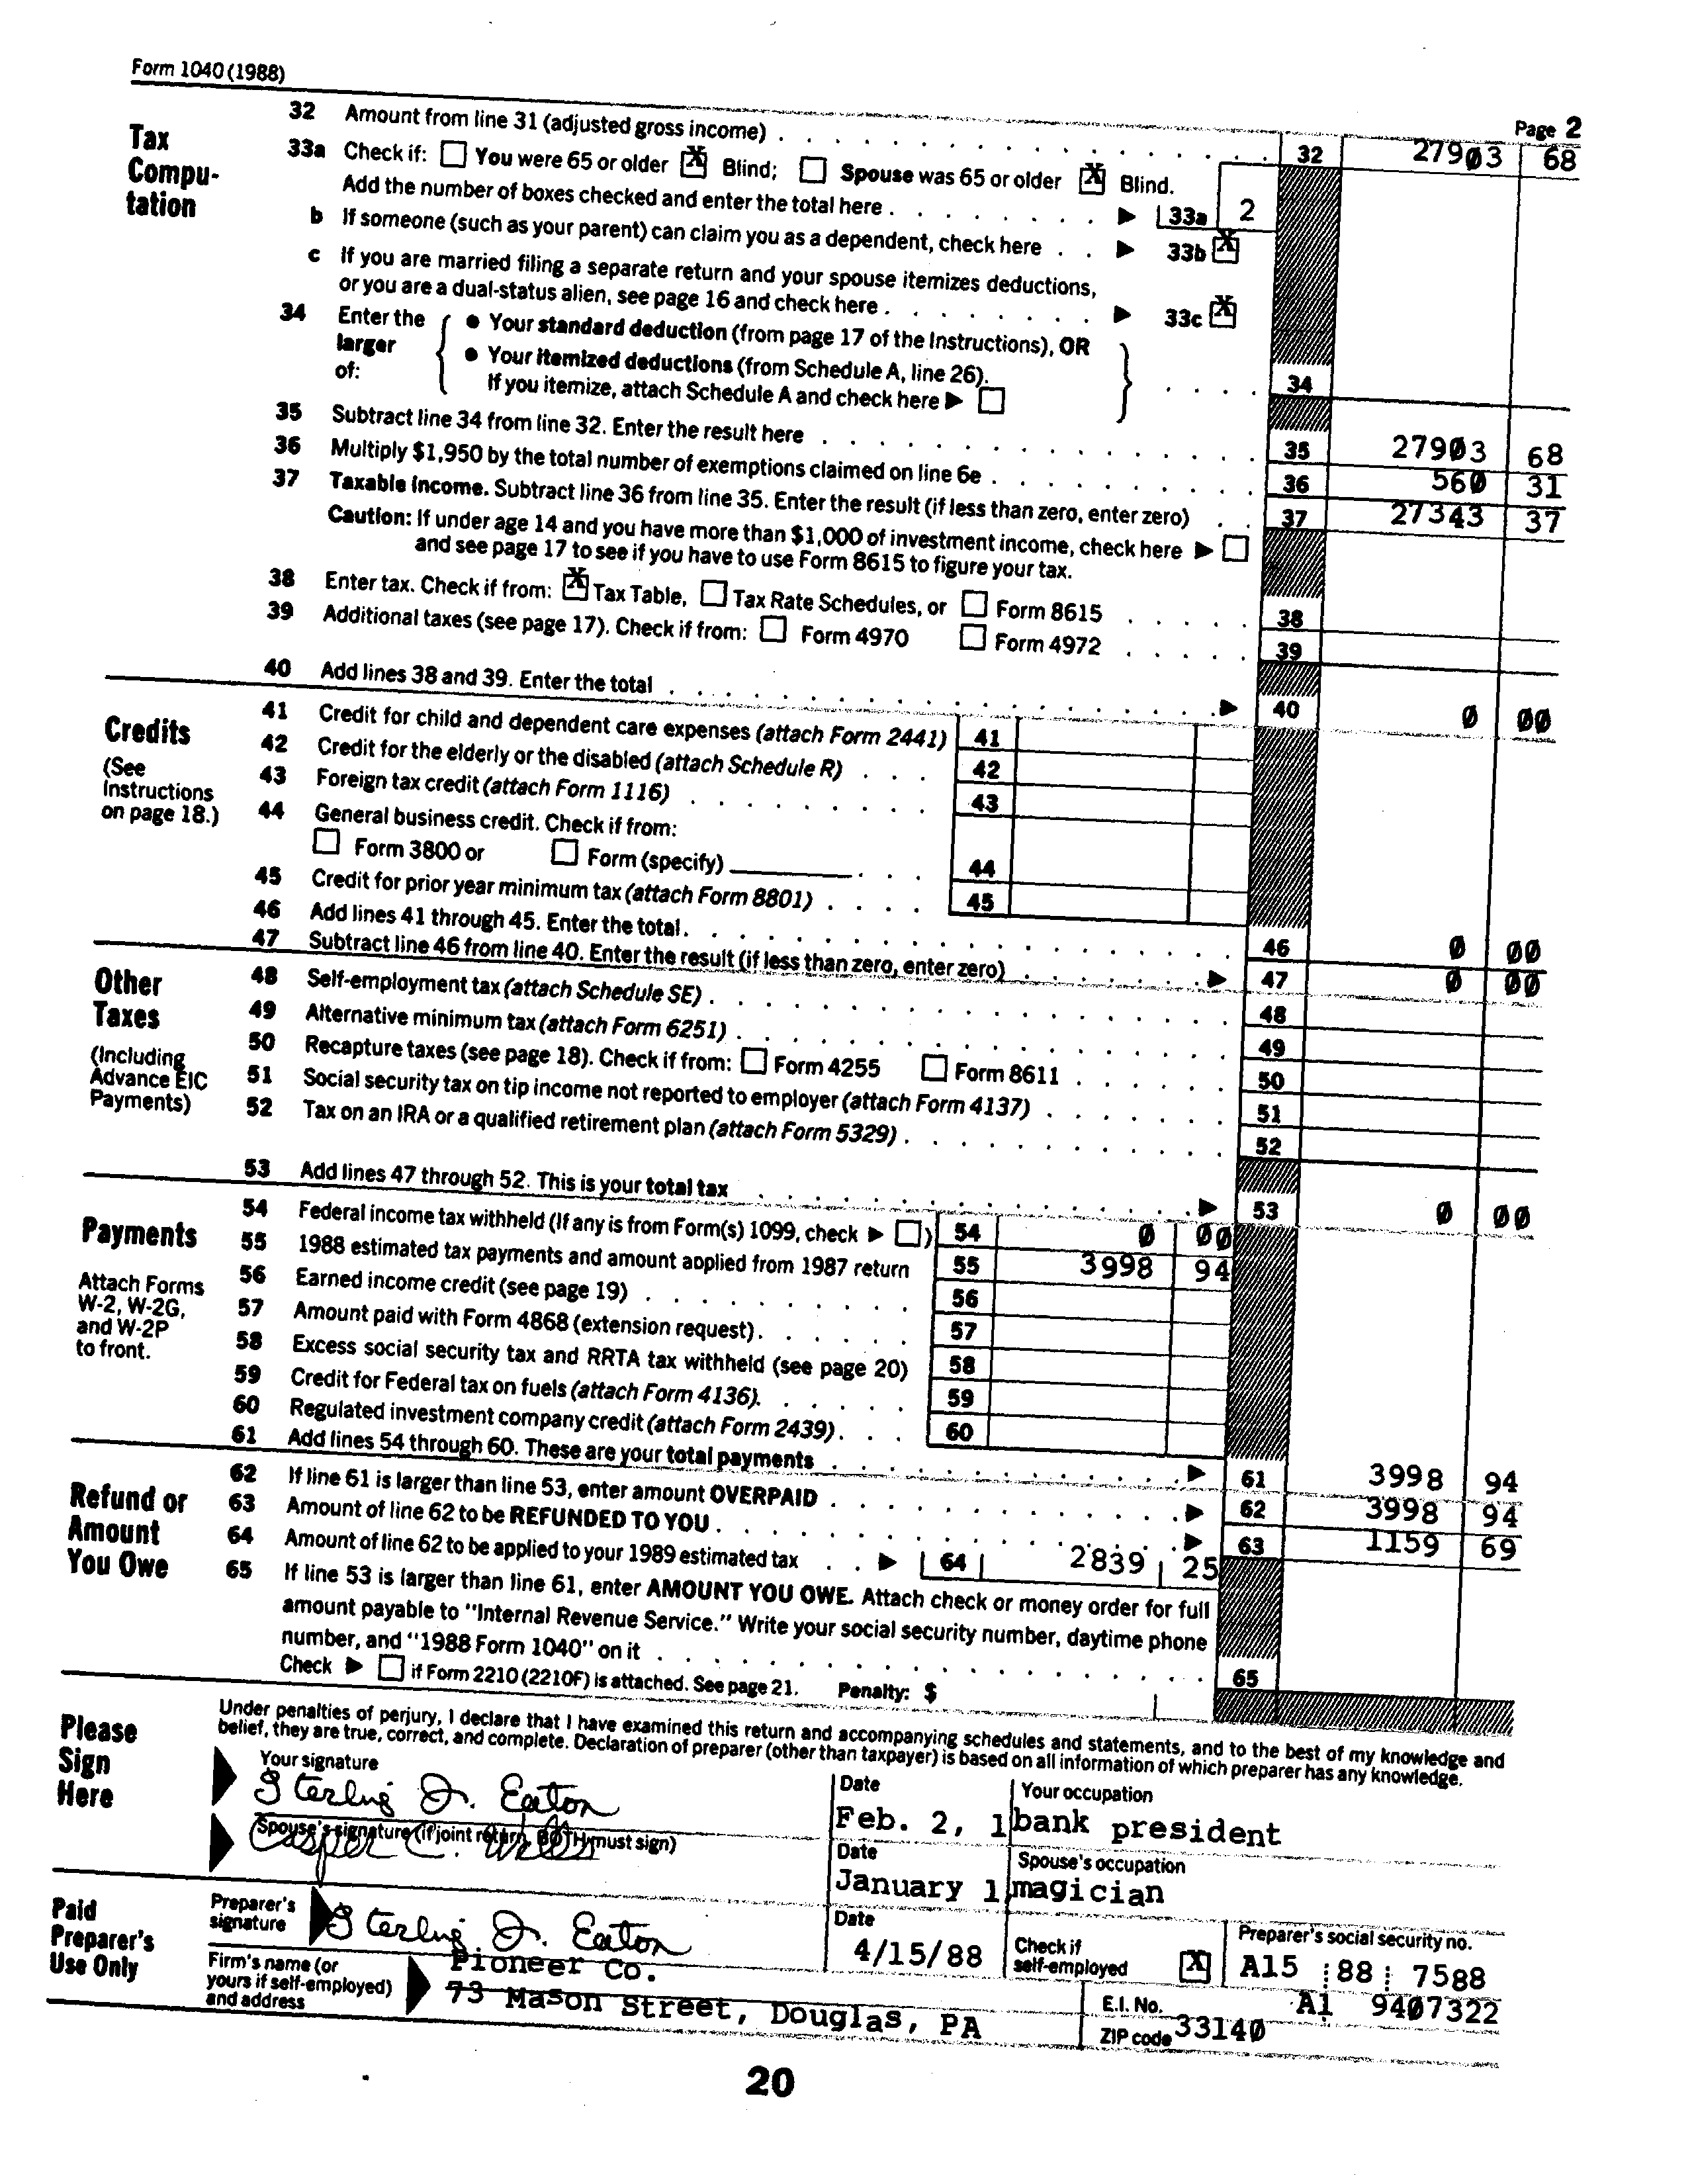 Form 1040 (1988)
Page 2
Tax Compu-tation
32 Amount from line 31 (adjusted gross income) . . . 32 27903 68
33a Check if: You were 65 or older X Blind; Spouse was 65 or older X Blind.
Add the number of boxes checked and enter the total here . . . 33a 2
b If someone (such as your parent) can claim you as a dependent, check here . . 33b X
c If you are married filing a separate return and your spouse itemizes deductions,
or you are a dual-status alien, see page 16 and check here . . . 33c X
34 Enter the larger of:
• Your standard deduction (from page 17 of the Instructions), OR
• Your itemized deductions (from Schedule A, line 26).
If you itemize, attach Schedule A and check here
34
35 Subtract line 34 from line 32. Enter the result here . . . 35 27903 68
36 Multiply $1,950 by the total number of exemptions claimed on line 6e . . . 36 560 31
37 Taxable income. Subtract line 36 from line 35. Enter the result (if less than zero, enter zero) . . 37 27343 37
Caution: If under age 14 and you have more than $1,000 of investment income, check here
and see page 17 to see if you have to use Form 8615 to figure your tax.
38 Enter tax. Check if from: X Tax Table, Tax Rate Schedules, or Form 8615 . . . 38
39 Additional taxes (see page 17). Check if from: Form 4970 Form 4972 . . . 39
40 Add lines 38 and 39. Enter the total . . . 40 0 00
Credits
(See Instructions on page 18.)
41 Credit for child and dependent care expenses (attach Form 2441) 41
42 Credit for the elderly or the disabled (attach Schedule R) . . . 42
43 Foreign tax credit (attach Form 1116) . . . 43
44 General business credit. Check if from:
Form 3800 or Form (specify) . . . 44
45 Credit for prior year minimum tax (attach Form 8801) . . . 45
46 Add lines 41 through 45. Enter the total . . . 46 0 00
47 Subtract line 46 from line 40. Enter the result (if less than zero, enter zero) . . . 47 0 00
Other Taxes
(Including Advance EIC Payments)
48 Self-employment tax (attach Schedule SE) . . . 48
49 Alternative minimum tax (attach Form 6251) . . . 49
50 Recapture taxes (see page 18). Check if from: Form 4255 Form 8611 . . . 50
51 Social security tax on tip income not reported to employer (attach Form 4137) . . . 51
52 Tax on an IRA or a qualified retirement plan (attach Form 5329) . . . 52
53 Add lines 47 through 52. This is your total tax . . . 53 0 00
Payments
Attach Forms W-2, W-2G, and W-2P to front.
54 Federal income tax withheld (If any is from Form(s) 1099, check ) 54 0 00
55 1988 estimated tax payments and amount applied from 1987 return 55 3998 94
56 Earned income credit (see page 19) . . . 56
57 Amount paid with Form 4868 (extension request) . . . 57
58 Excess social security tax and RRTA tax withheld (see page 20) 58
59 Credit for Federal tax on fuels (attach Form 4136) . . . 59
60 Regulated investment company credit (attach Form 2439) . . . 60
61 Add lines 54 through 60. These are your total payments . . . 61 3998 94
Refund or Amount You Owe
62 If line 61 is larger than line 53, enter amount OVERPAID . . . 62 3998 94
63 Amount of line 62 to be REFUNDED TO YOU . . . 63 1159 69
64 Amount of line 62 to be applied to your 1989 estimated tax . . 64 2839 25
65 If line 53 is larger than line 61, enter AMOUNT YOU OWE. Attach check or money order for full
amount payable to "Internal Revenue Service." Write your social security number, daytime phone
number, and "1988 Form 1040" on it . . . 65
Check if Form 2210 (2210F) is attached. See page 21. Penalty: $
Please Sign Here
Under penalties of perjury, I declare that I have examined this return and accompanying schedules and statements, and to the best of my knowledge and
belief, they are true, correct, and complete. Declaration of preparer (other than taxpayer) is based on all information of which preparer has any knowledge.
Your signature Date Your occupation
Sterling J. Eaton Feb. 2, 1 bank president
Spouse's signature (if joint return, BOTH must sign) Date Spouse's occupation
Casper C. January 1 magician
Paid Preparer's Use Only
Preparer's signature Sterling J. Eaton Date 4/15/88 Check if self-employed X Preparer's social security no. A15 88 7588
Firm's name (or yours if self-employed) and address
Pioneer Co.
73 Mason Street, Douglas, PA
E.I. No. A1 9407322
ZIP code 33140
20